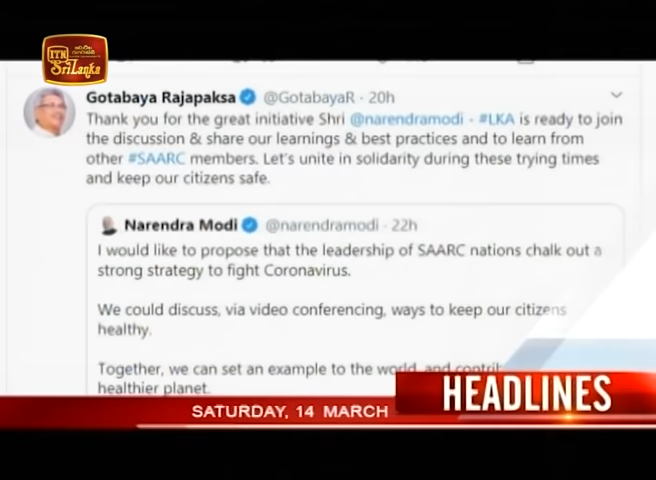 ITN
Sri Lanka
Gotabaya Rajapaksa @GotabayaR · 20h
Thank you for the great initiative Shri @narendramodi - #LKA is ready to join
the discussion & share our learnings & best practices and to learn from
other #SAARC members. Let's unite in solidarity during these trying times
and keep our citizens safe.
Narendra Modi @narendramodi · 22h
I would like to propose that the leadership of SAARC nations chalk out a
strong strategy to fight Coronavirus.
We could discuss, via video conferencing, ways to keep our citizens
healthy.
Together, we can set an example to the world, and contrib
healthier planet.
HEADLINES
SATURDAY, 14 MARCH